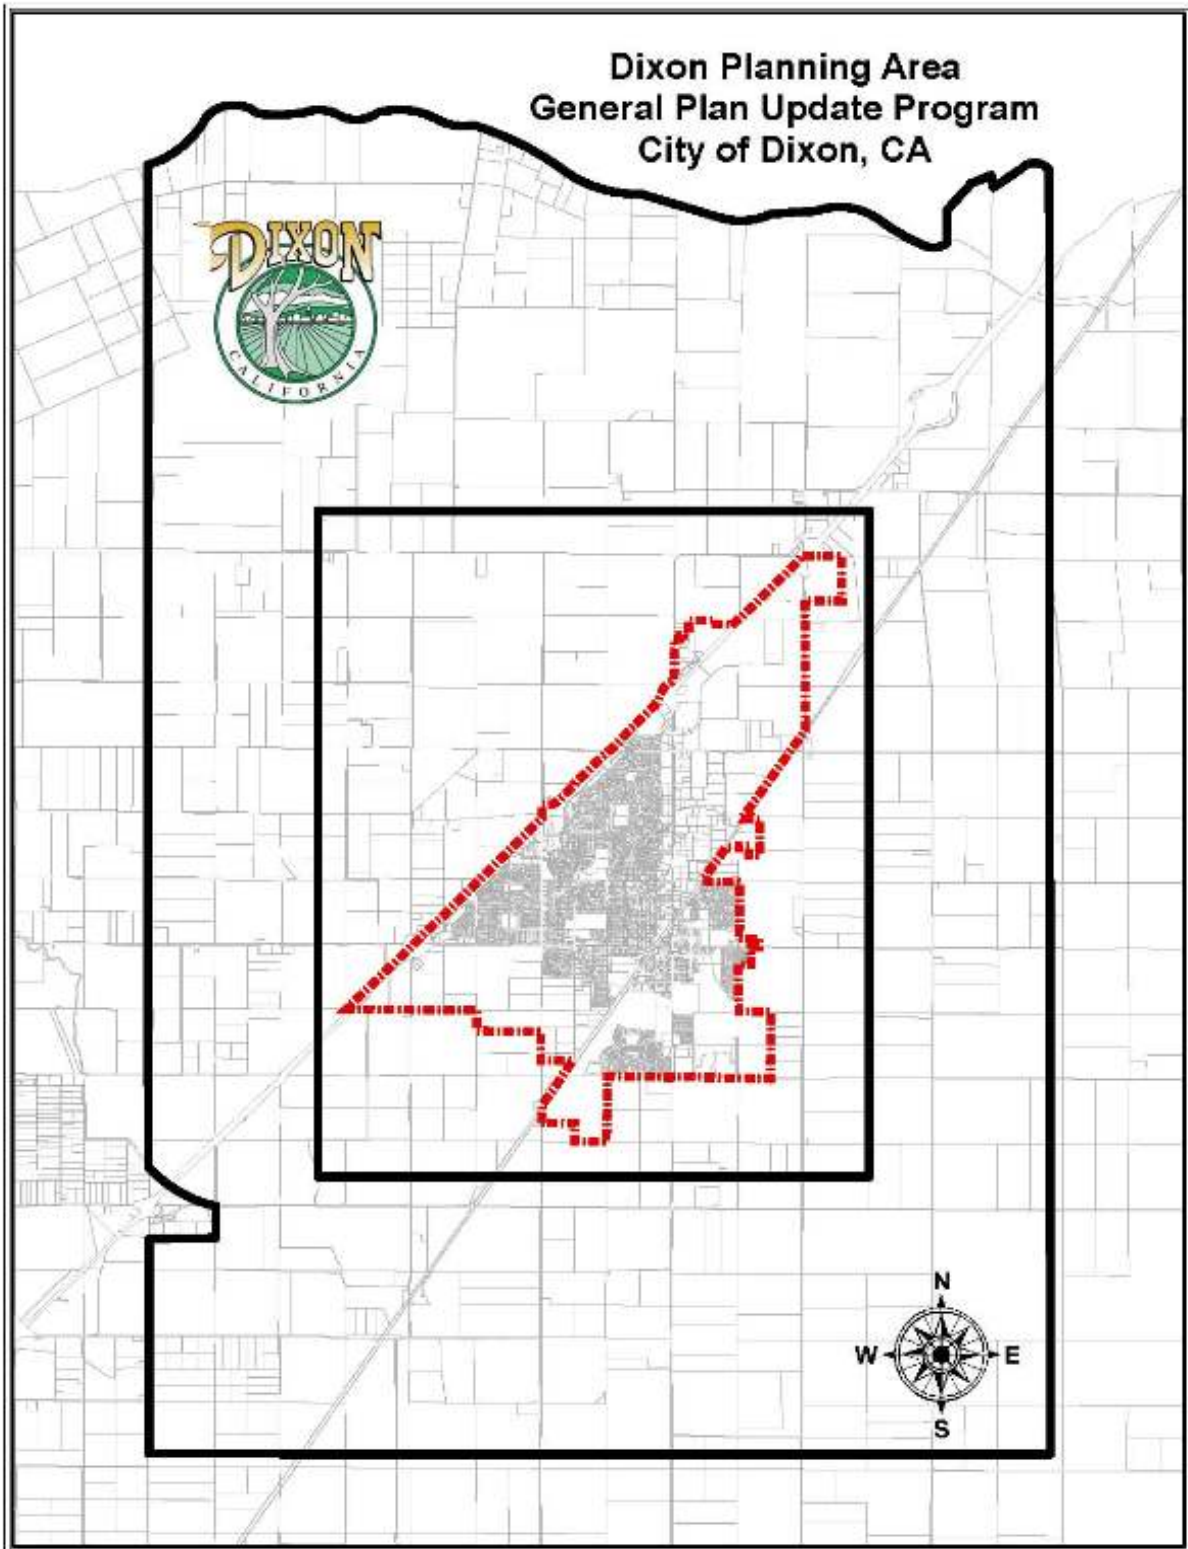 Dixon Planning Area
General Plan Update Program
City of Dixon, CA
DIXON
CALIFORNIA
N
W E
S